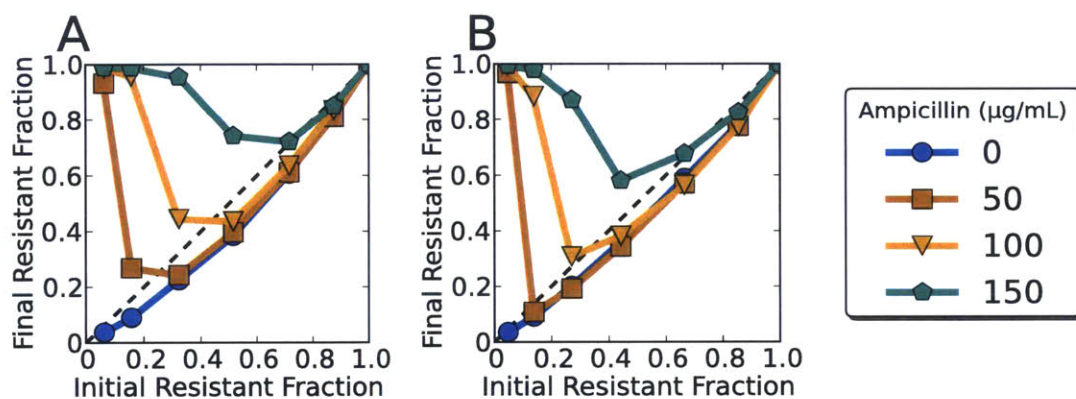 A
Final Resistant Fraction
1.0
0.8
0.6
0.4
0.2
0
0 0.2 0.4 0.6 0.8 1.0
Initial Resistant Fraction
B
Final Resistant Fraction
1.0
0.8
0.6
0.4
0.2
0
0 0.2 0.4 0.6 0.8 1.0
Initial Resistant Fraction
Ampicillin (μg/mL)
0
50
100
150